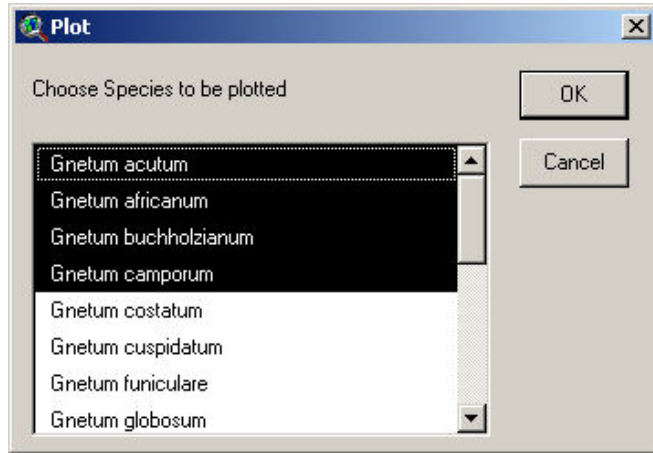 Plot
Choose Species to be plotted
OK
Cancel
Gnetum acutum
Gnetum africanum
Gnetum buchholzianum
Gnetum camporum
Gnetum costatum
Gnetum cuspidatum
Gnetum funiculare
Gnetum globosum